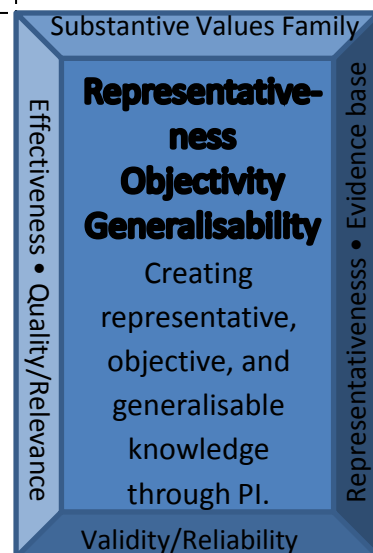 Substantive Values Family
Effectiveness • Quality/Relevance
Representative-
ness
Objectivity
Generalisability
Creating
representative,
objective, and
generalisable
knowledge
through PI.
Representativenesss • Evidence base
Validity/Reliability